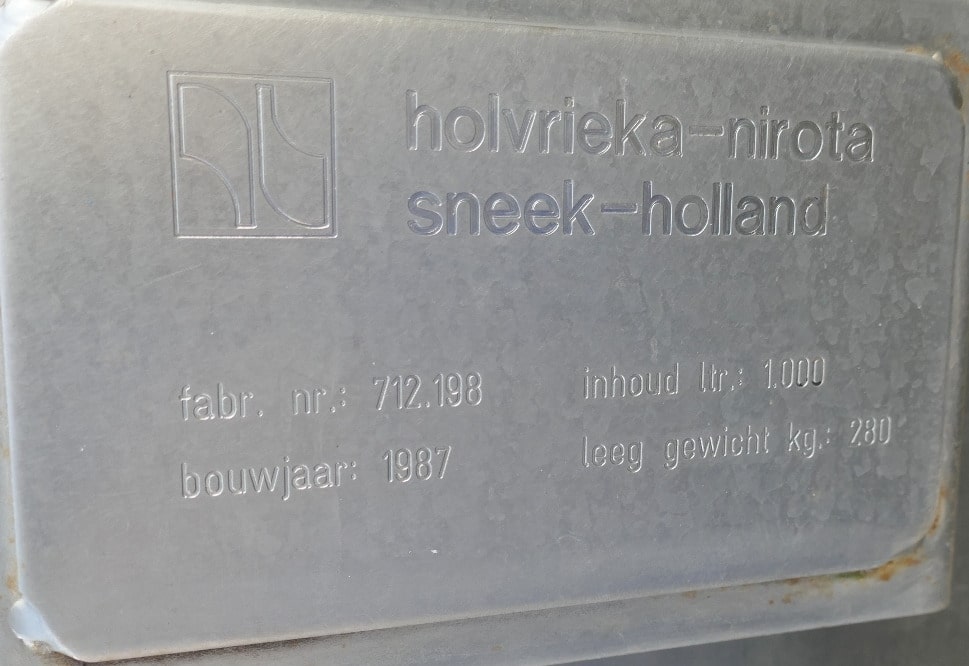 holvrieka-nirota
sneek-holland
fabr. nr.: 712.198
inhoud ltr.: 1.000
bouwjaar: 1987
leeg gewicht kg.: 280